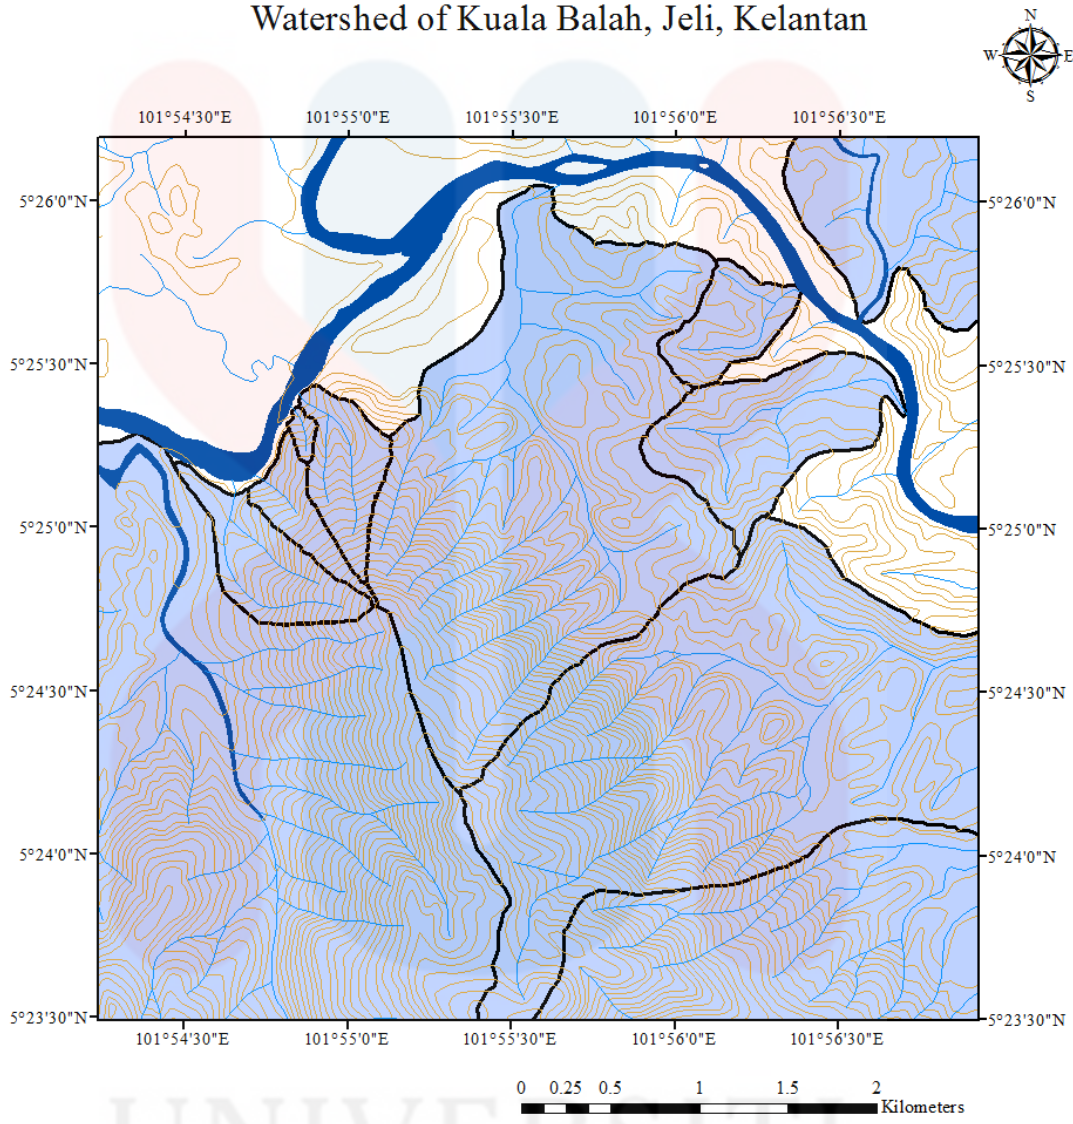 Watershed of Kuala Balah, Jeli, Kelantan
N
W E
S
101°54'30"E 101°55'0"E 101°55'30"E 101°56'0"E 101°56'30"E
5°26'0"N 5°26'0"N
5°25'30"N 5°25'30"N
5°25'0"N 5°25'0"N
5°24'30"N 5°24'30"N
5°24'0"N 5°24'0"N
5°23'30"N 5°23'30"N
101°54'30"E 101°55'0"E 101°55'30"E 101°56'0"E 101°56'30"E
0 0.25 0.5 1 1.5 2
Kilometers
UNIVERSITI